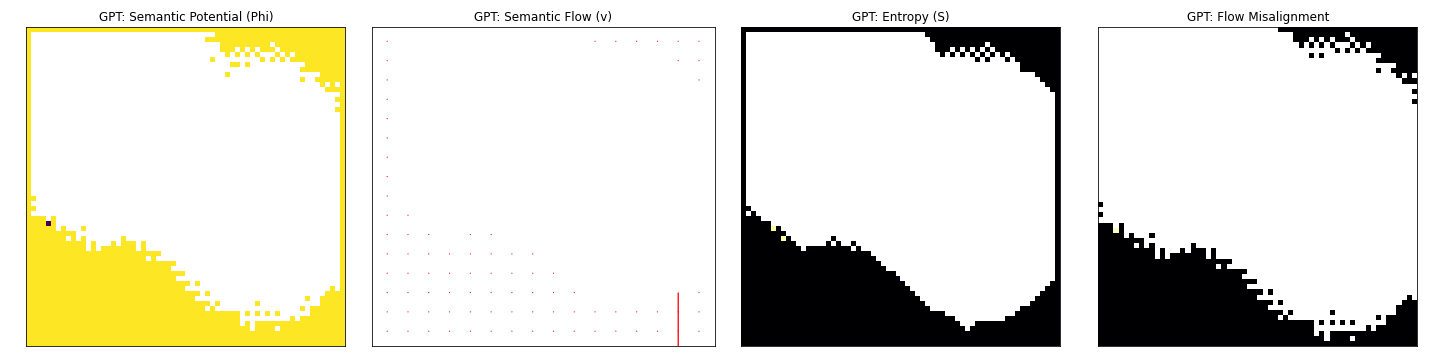 GPT: Semantic Potential (Phi)
GPT: Semantic Flow (v)
GPT: Entropy (S)
GPT: Flow Misalignment